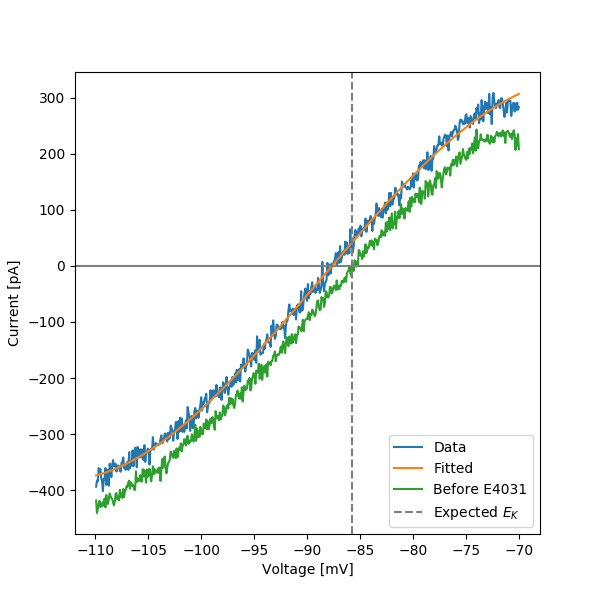 300
200
100
0
−100
−200
−300
−400
Current [pA]
Data
Fitted
Before E4031
Expected E_K
−110 −105 −100 −95 −90 −85 −80 −75 −70
Voltage [mV]